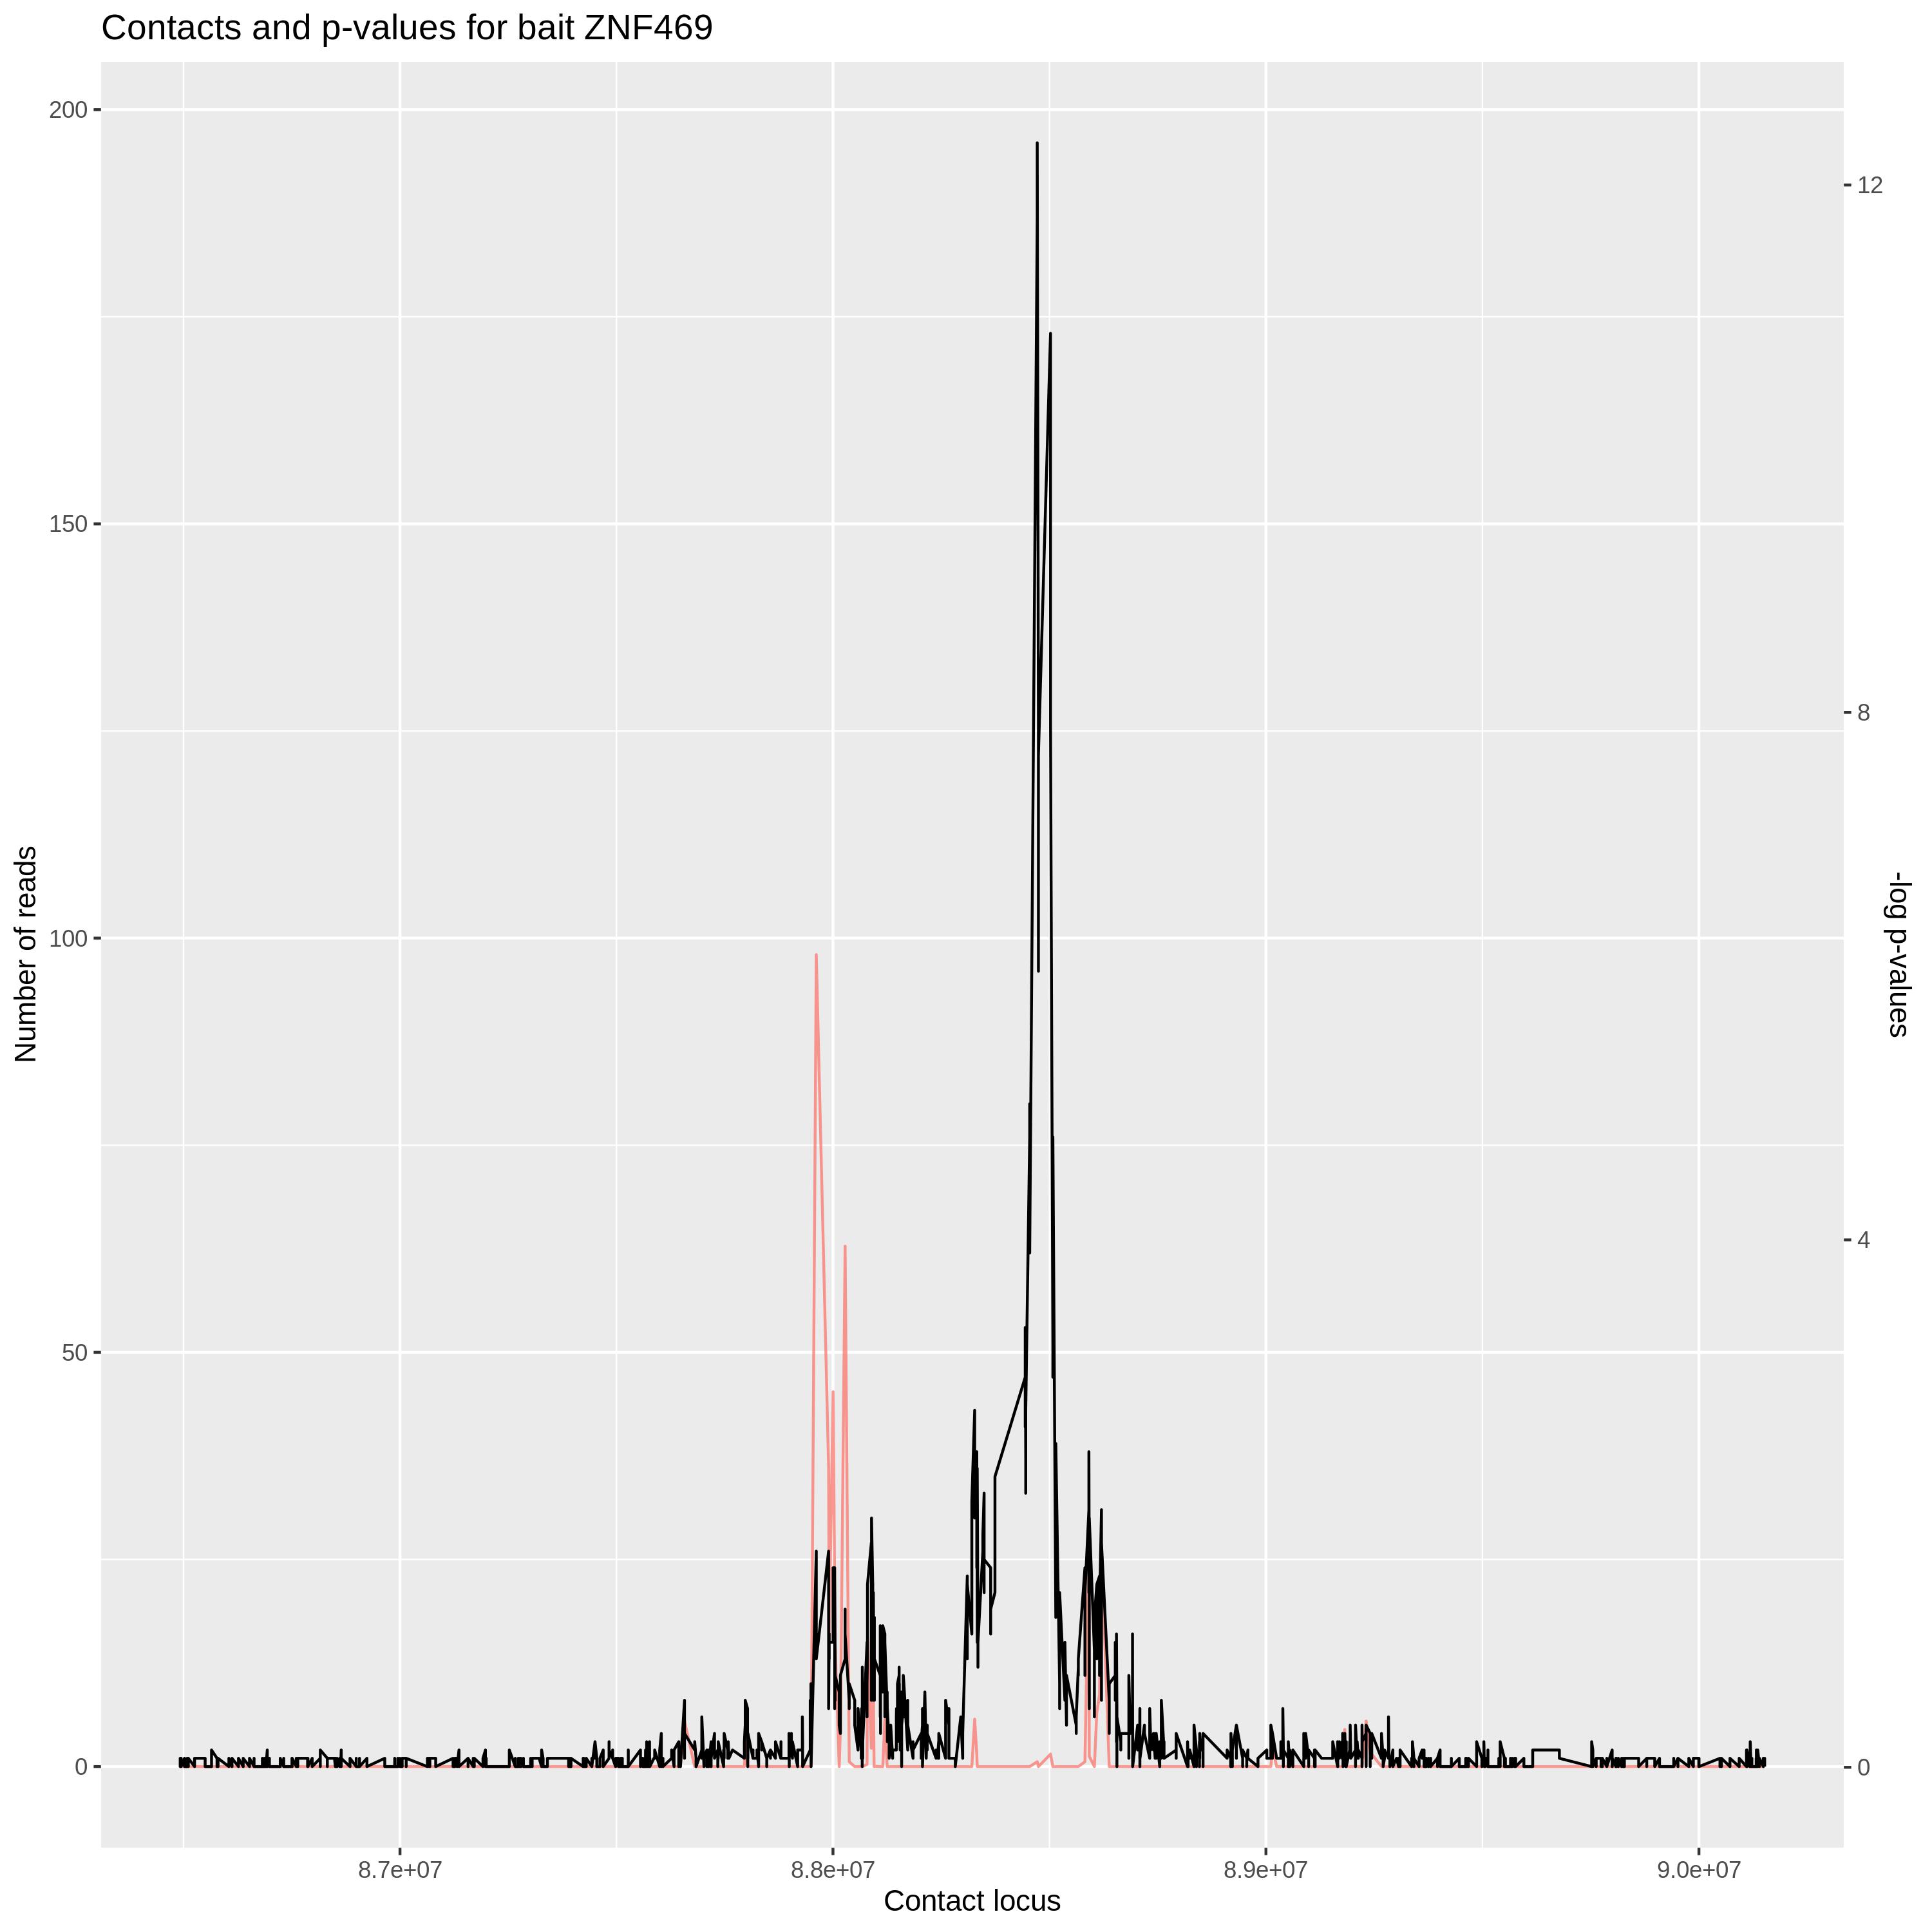 Contacts and p-values for bait ZNF469
200
150
100
50
0
Number of reads
12
8
4
0
-log p-values
8.7e+07 8.8e+07 8.9e+07 9.0e+07
Contact locus